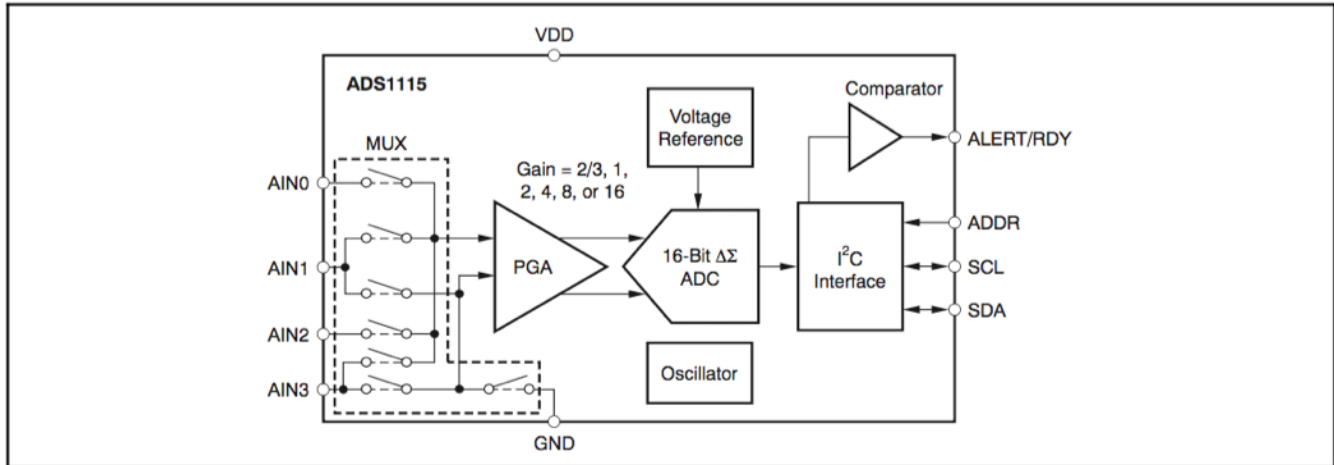 VDD
ADS1115
Comparator
Voltage
Reference
ALERT/RDY
MUX
Gain = 2/3, 1,
2, 4, 8, or 16
AIN0
ADDR
PGA
16-Bit ΔΣ
ADC
I²C
Interface
AIN1
SCL
SDA
AIN2
Oscillator
AIN3
GND